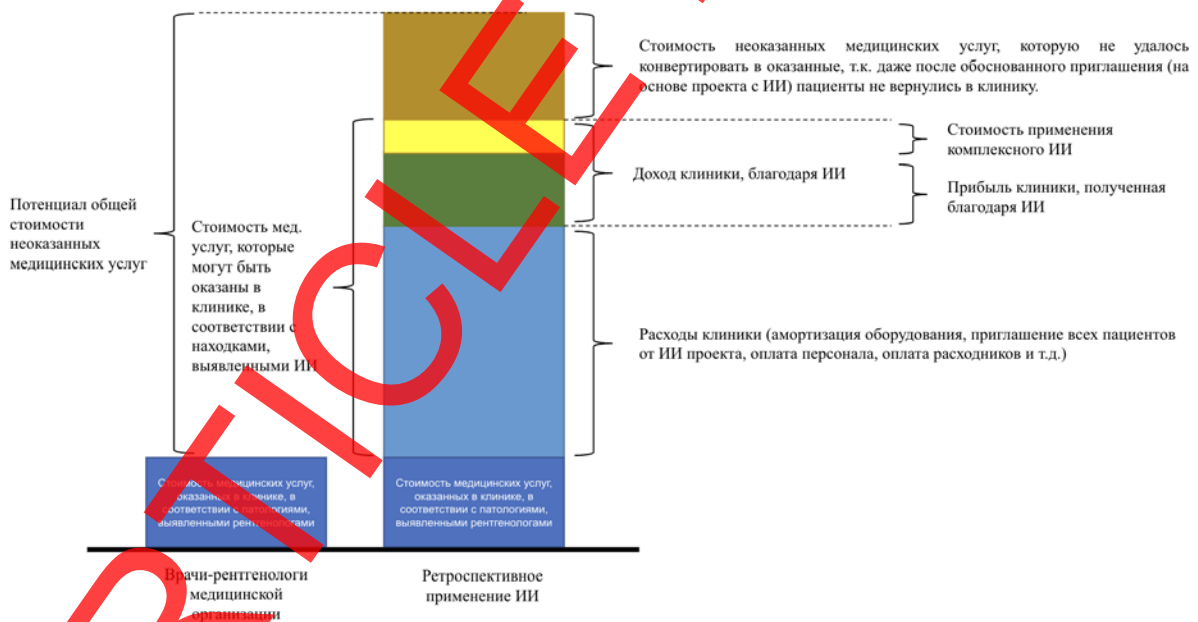 Стоимость неоказанных медицинских услуг, которую не удалось
конвертировать в оказанные, т.к. даже после обоснованного приглашения (на
основе проекта с ИИ) пациенты не вернулись в клинику.
Стоимость применения
комплексного ИИ
Доход клиники, благодаря ИИ
Прибыль клиники, полученная
благодаря ИИ
Потенциал общей
стоимости
неоказанных
медицинских услуг
Стоимость мед.
услуг, которые
могут быть
оказаны в
клинике, в
соответствии с
находками,
выявленными ИИ
Расходы клиники (амортизация оборудования, приглашение всех пациентов
от ИИ проекта, оплата персонала, оплата расходников и т.д.)
Стоимость медицинских услуг,
оказанных в клинике, в
соответствии с патологиями,
выявленными рентгенологами
Стоимость медицинских услуг,
оказанных в клинике, в
соответствии с патологиями,
выявленными рентгенологами
Врачи-рентгенологи
медицинской
организации
Ретроспективное
применение ИИ
RTICLE